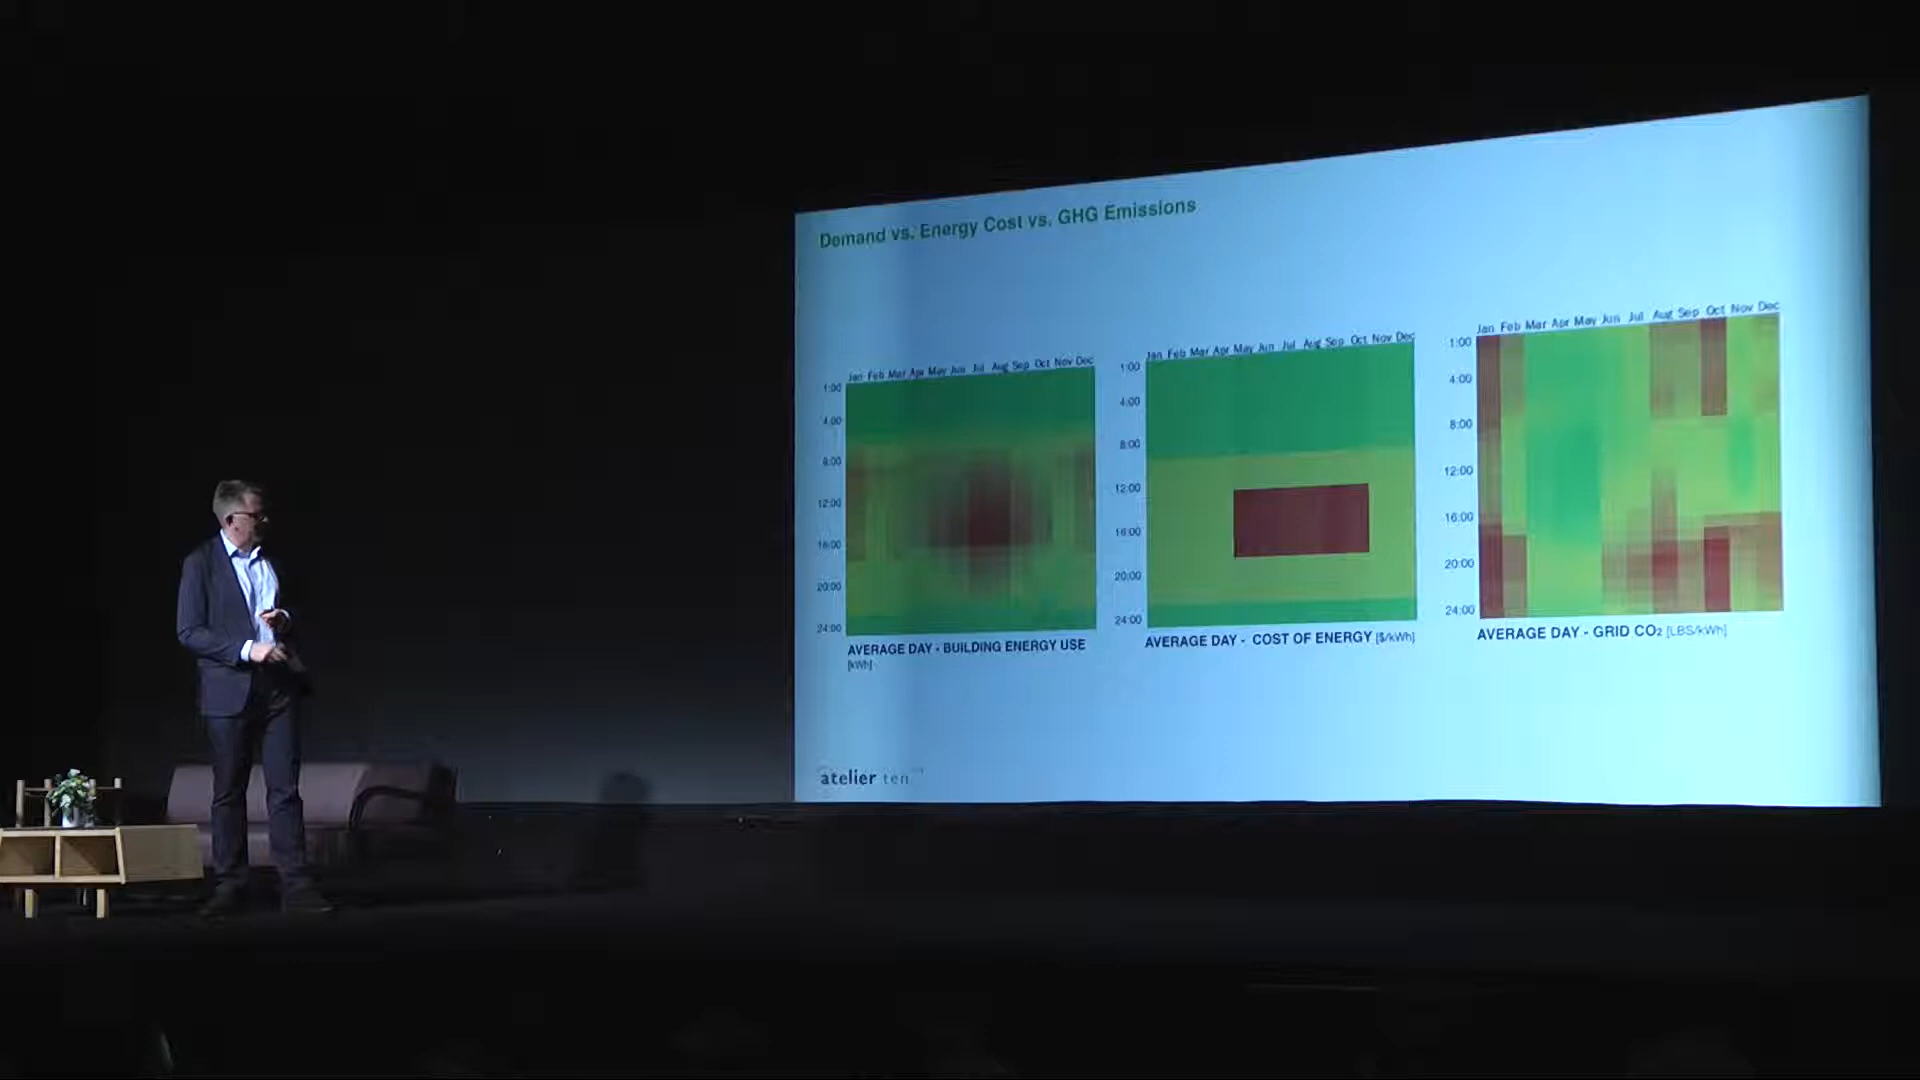 Demand vs. Energy Cost vs. GHG Emissions
Jan Feb Mar Apr May Jun Jul Aug Sep Oct Nov Dec
1:00
4:00
8:00
12:00
16:00
20:00
24:00
AVERAGE DAY - BUILDING ENERGY USE
[kWh]
Jan Feb Mar Apr May Jun Jul Aug Sep Oct Nov Dec
1:00
4:00
8:00
12:00
16:00
20:00
24:00
AVERAGE DAY - COST OF ENERGY [$/kWh]
Jan Feb Mar Apr May Jun Jul Aug Sep Oct Nov Dec
1:00
4:00
8:00
12:00
16:00
20:00
24:00
AVERAGE DAY - GRID CO₂ [LBS/kWh]
atelier ten